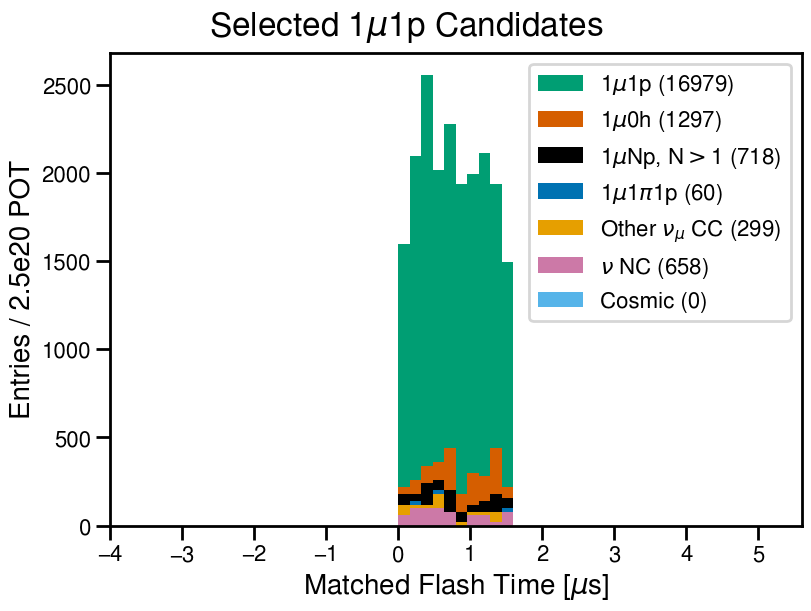 Selected 1μ1p Candidates
Entries / 2.5e20 POT
2500
2000
1500
1000
500
0
1μ1p (16979)
1μ0h (1297)
1μNp, N > 1 (718)
1μ1π1p (60)
Other νμ CC (299)
ν NC (658)
Cosmic (0)
−4 −3 −2 −1 0 1 2 3 4 5
Matched Flash Time [μs]